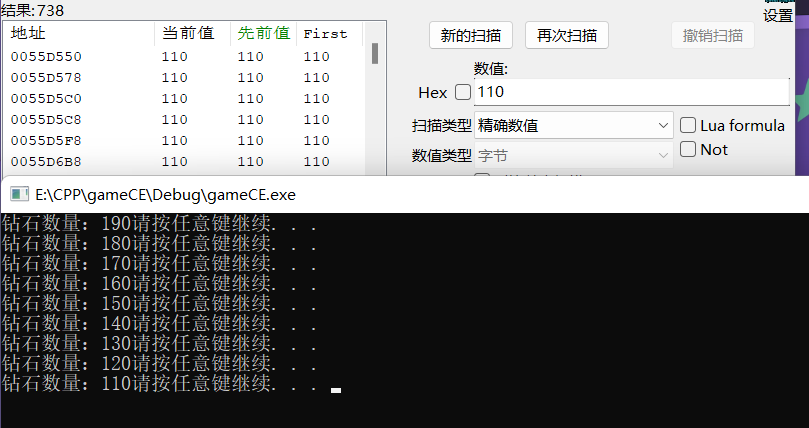 结果:738
设置
地址 当前值 先前值 First
0055D550 110 110 110
0055D578 110 110 110
0055D5C0 110 110 110
0055D5C8 110 110 110
0055D5F8 110 110 110
0055D6B8 110 110 110
新的扫描 再次扫描 撤销扫描
数值:
Hex 110
扫描类型 精确数值 Lua formula
数值类型 字节 Not
E:\CPP\gameCE\Debug\gameCE.exe
钻石数量：190请按任意键继续. . .
钻石数量：180请按任意键继续. . .
钻石数量：170请按任意键继续. . .
钻石数量：160请按任意键继续. . .
钻石数量：150请按任意键继续. . .
钻石数量：140请按任意键继续. . .
钻石数量：130请按任意键继续. . .
钻石数量：120请按任意键继续. . .
钻石数量：110请按任意键继续. . .